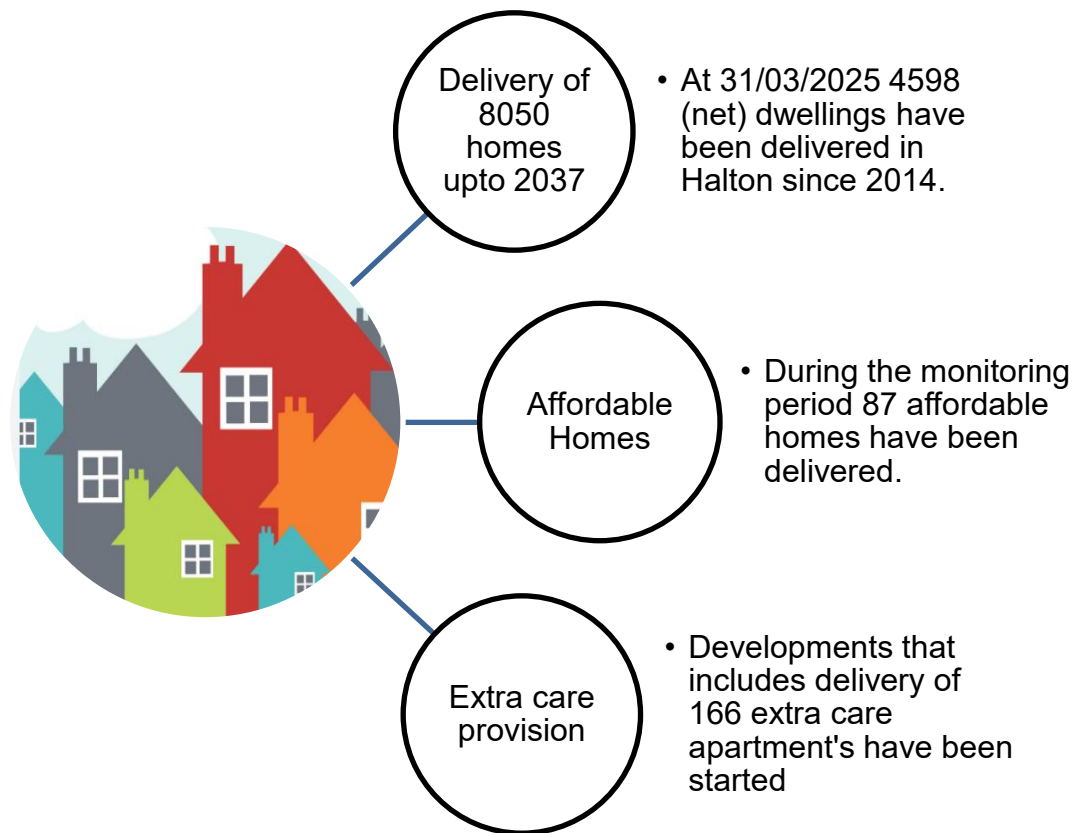 Delivery of
8050
homes
upto 2037
• At 31/03/2025 4598
(net) dwellings have
been delivered in
Halton since 2014.
Affordable
Homes
• During the monitoring
period 87 affordable
homes have been
delivered.
Extra care
provision
• Developments that
includes delivery of
166 extra care
apartment's have been
started